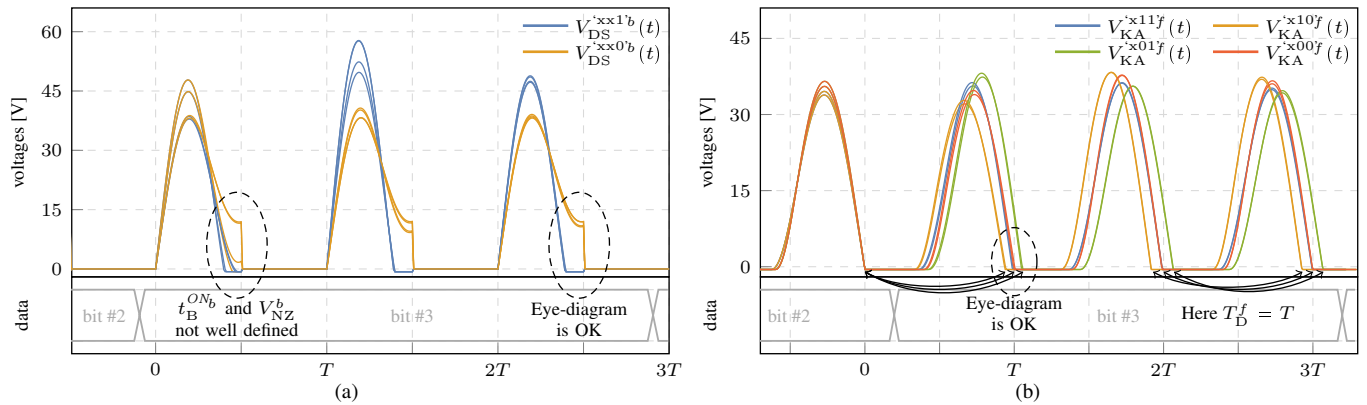 60
45
30
15
0
voltages [V]
data
V_DS^{'xx1'b}(t)
V_DS^{'xx0'b}(t)
bit #2
t_B^{ON b} and V_NZ^b
not well defined
bit #3
Eye-diagram
is OK
0
T
2T
3T
(a)
45
30
15
0
voltages [V]
data
V_KA^{'x11'f}(t)
V_KA^{'x10'f}(t)
V_KA^{'x01'f}(t)
V_KA^{'x00'f}(t)
bit #2
Eye-diagram
is OK
bit #3
Here T_D^f = T
0
T
2T
3T
(b)